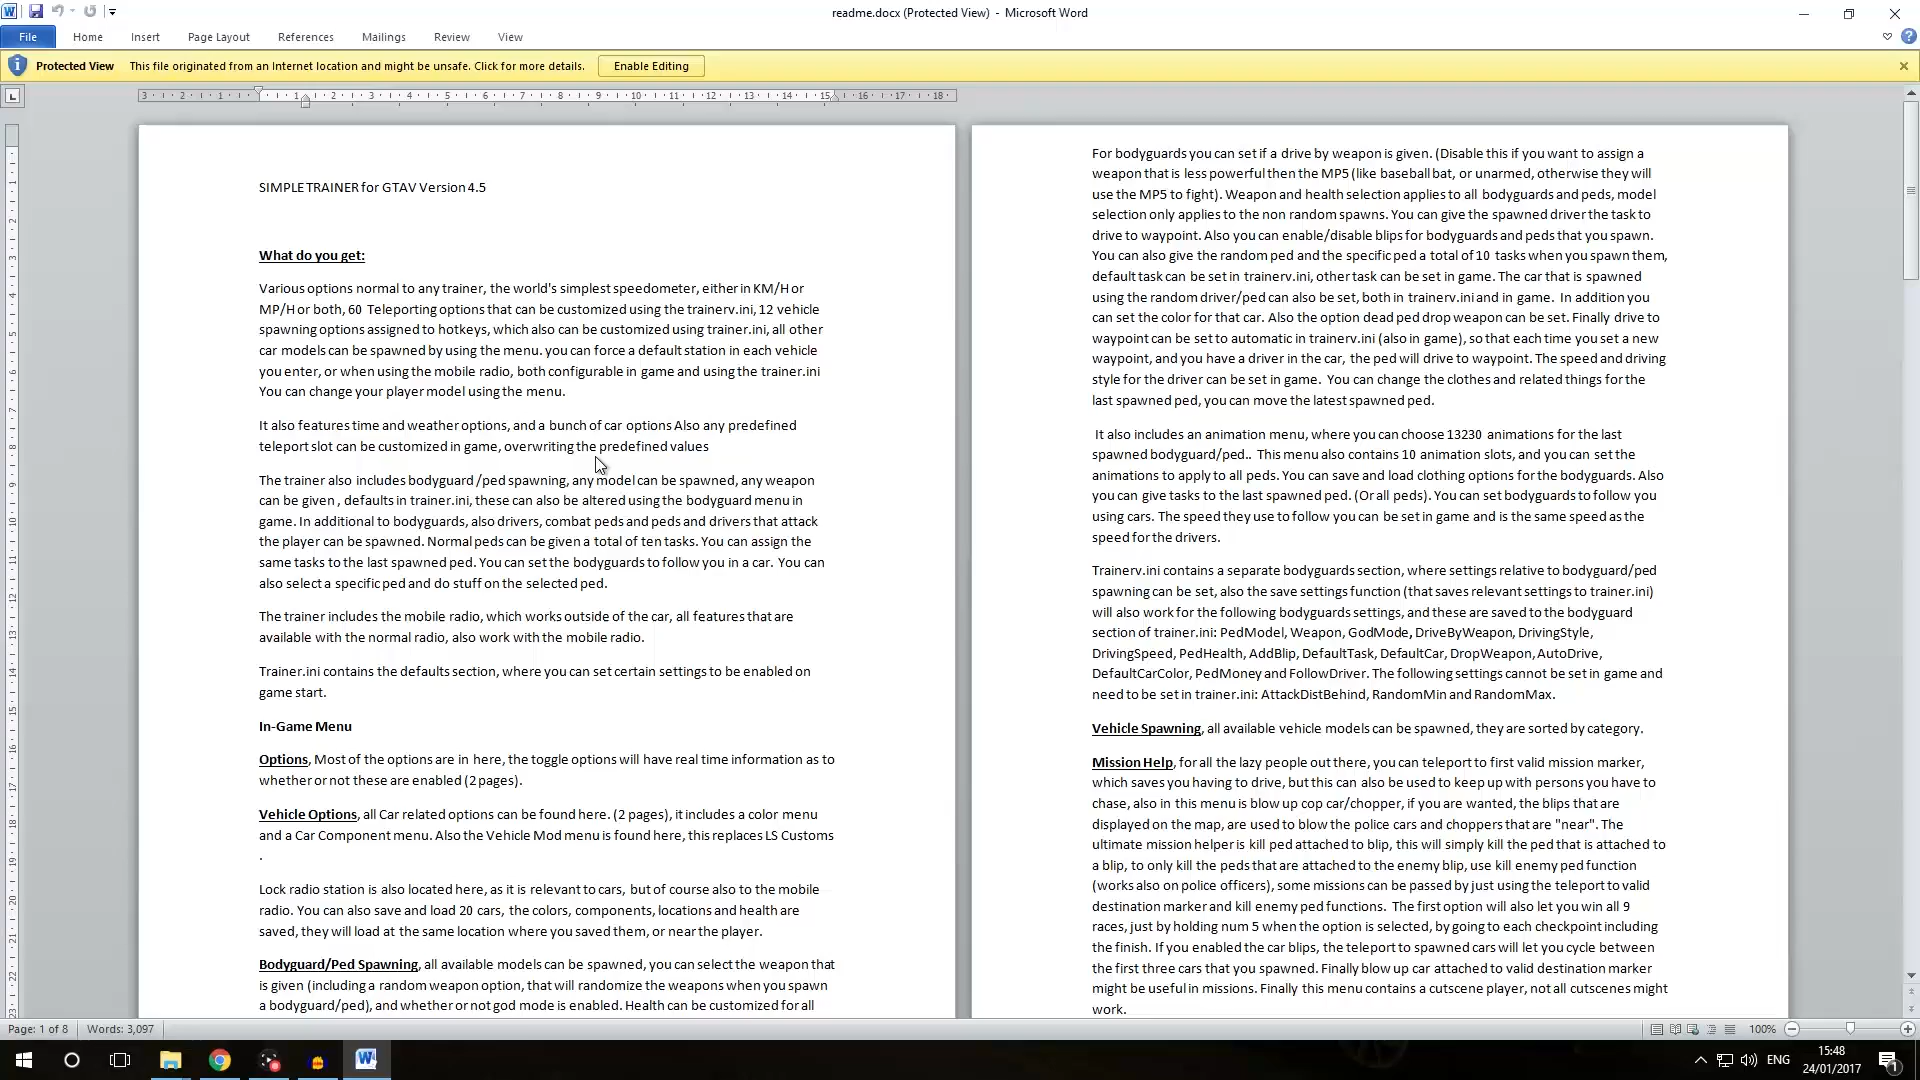 readme.docx (Protected View) - Microsoft Word
File Home Insert Page Layout References Mailings Review View
Protected View This file originated from an Internet location and might be unsafe. Click for more details. Enable Editing
3 2 1 1 2 3 4 5 6 7 8 9 10 11 12 13 14 15 16 17 18
SIMPLE TRAINER for GTAV Version 4.5
What do you get:
Various options normal to any trainer, the world's simplest speedometer, either in KM/H or
MP/H or both, 60 Teleporting options that can be customized using the trainerv.ini, 12 vehicle
spawning options assigned to hotkeys, which also can be customized using trainer.ini, all other
car models can be spawned by using the menu. you can force a default station in each vehicle
you enter, or when using the mobile radio, both configurable in game and using the trainer.ini
You can change your player model using the menu.
It also features time and weather options, and a bunch of car options Also any predefined
teleport slot can be customized in game, overwriting the predefined values
The trainer also includes bodyguard /ped spawning, any model can be spawned, any weapon
can be given , defaults in trainer.ini, these can also be altered using the bodyguard menu in
game. In additional to bodyguards, also drivers, combat peds and peds and drivers that attack
the player can be spawned. Normal peds can be given a total of ten tasks. You can assign the
same tasks to the last spawned ped. You can set the bodyguards to follow you in a car. You can
also select a specific ped and do stuff on the selected ped.
The trainer includes the mobile radio, which works outside of the car, all features that are
available with the normal radio, also work with the mobile radio.
Trainer.ini contains the defaults section, where you can set certain settings to be enabled on
game start.
In-Game Menu
Options, Most of the options are in here, the toggle options will have real time information as to
whether or not these are enabled (2 pages).
Vehicle Options, all Car related options can be found here. (2 pages), it includes a color menu
and a Car Component menu. Also the Vehicle Mod menu is found here, this replaces LS Customs
.
Lock radio station is also located here, as it is relevant to cars, but of course also to the mobile
radio. You can also save and load 20 cars, the colors, components, locations and health are
saved, they will load at the same location where you saved them, or near the player.
Bodyguard/Ped Spawning, all available models can be spawned, you can select the weapon that
is given (including a random weapon option, that will randomize the weapons when you spawn
a bodyguard/ped), and whether or not god mode is enabled. Health can be customized for all
For bodyguards you can set if a drive by weapon is given. (Disable this if you want to assign a
weapon that is less powerful then the MP5 (like baseball bat, or unarmed, otherwise they will
use the MP5 to fight). Weapon and health selection applies to all bodyguards and peds, model
selection only applies to the non random spawns. You can give the spawned driver the task to
drive to waypoint. Also you can enable/disable blips for bodyguards and peds that you spawn.
You can also give the random ped and the specific ped a total of 10 tasks when you spawn them,
default task can be set in trainerv.ini, other task can be set in game. The car that is spawned
using the random driver/ped can also be set, both in trainerv.ini and in game. In addition you
can set the color for that car. Also the option dead ped drop weapon can be set. Finally drive to
waypoint can be set to automatic in trainerv.ini (also in game), so that each time you set a new
waypoint, and you have a driver in the car, the ped will drive to waypoint. The speed and driving
style for the driver can be set in game. You can change the clothes and related things for the
last spawned ped, you can move the latest spawned ped.
It also includes an animation menu, where you can choose 13230 animations for the last
spawned bodyguard/ped.. This menu also contains 10 animation slots, and you can set the
animations to apply to all peds. You can save and load clothing options for the bodyguards. Also
you can give tasks to the last spawned ped. (Or all peds). You can set bodyguards to follow you
using cars. The speed they use to follow you can be set in game and is the same speed as the
speed for the drivers.
Trainerv.ini contains a separate bodyguards section, where settings relative to bodyguard/ped
spawning can be set, also the save settings function (that saves relevant settings to trainer.ini)
will also work for the following bodyguards settings, and these are saved to the bodyguard
section of trainer.ini: PedModel, Weapon, GodMode, DriveByWeapon, DrivingStyle,
DrivingSpeed, PedHealth, AddBlip, DefaultTask, DefaultCar, DropWeapon, AutoDrive,
DefaultCarColor, PedMoney and FollowDriver. The following settings cannot be set in game and
need to be set in trainer.ini: AttackDistBehind, RandomMin and RandomMax.
Vehicle Spawning, all available vehicle models can be spawned, they are sorted by category.
Mission Help, for all the lazy people out there, you can teleport to first valid mission marker,
which saves you having to drive, but this can also be used to keep up with persons you have to
chase, also in this menu is blow up cop car/chopper, if you are wanted, the blips that are
displayed on the map, are used to blow the police cars and choppers that are "near". The
ultimate mission helper is kill ped attached to blip, this will simply kill the ped that is attached to
a blip, to only kill the peds that are attached to the enemy blip, use kill enemy ped function
(works also on police officers), some missions can be passed by just using the teleport to valid
destination marker and kill enemy ped functions. The first option will also let you win all 9
races, just by holding num 5 when the option is selected, by going to each checkpoint including
the finish. If you enabled the car blips, the teleport to spawned cars will let you cycle between
the first three cars that you spawned. Finally blow up car attached to valid destination marker
might be useful in missions. Finally this menu contains a cutscene player, not all cutscenes might
work.
Page: 1 of 8 Words: 3,097 100%
ENG 15:48
24/01/2017